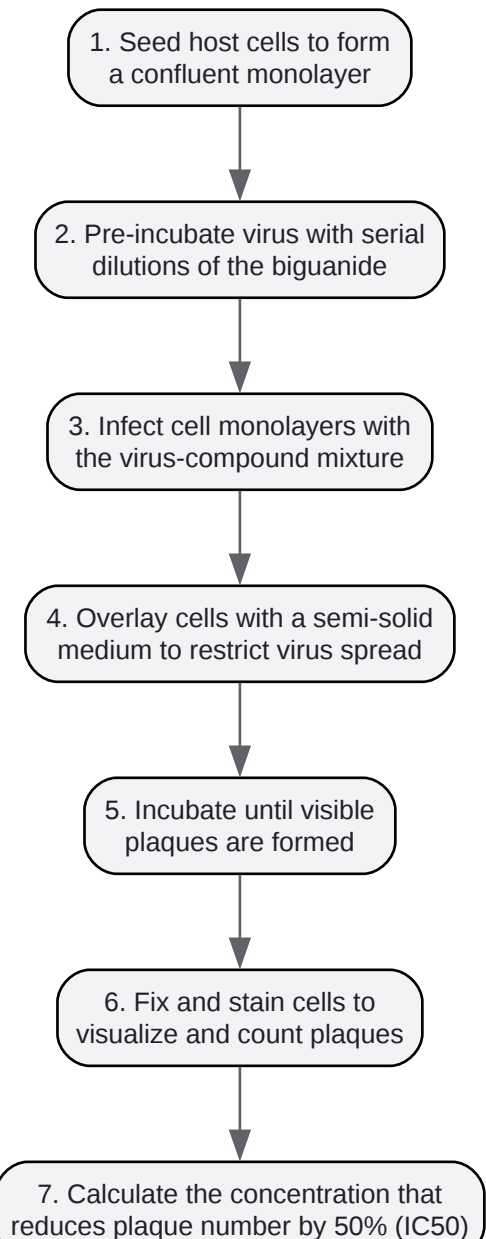 1. Seed host cells to form
a confluent monolayer
2. Pre-incubate virus with serial
dilutions of the biguanide
3. Infect cell monolayers with
the virus-compound mixture
4. Overlay cells with a semi-solid
medium to restrict virus spread
5. Incubate until visible
plaques are formed
6. Fix and stain cells to
visualize and count plaques
7. Calculate the concentration that
reduces plaque number by 50% (IC50)